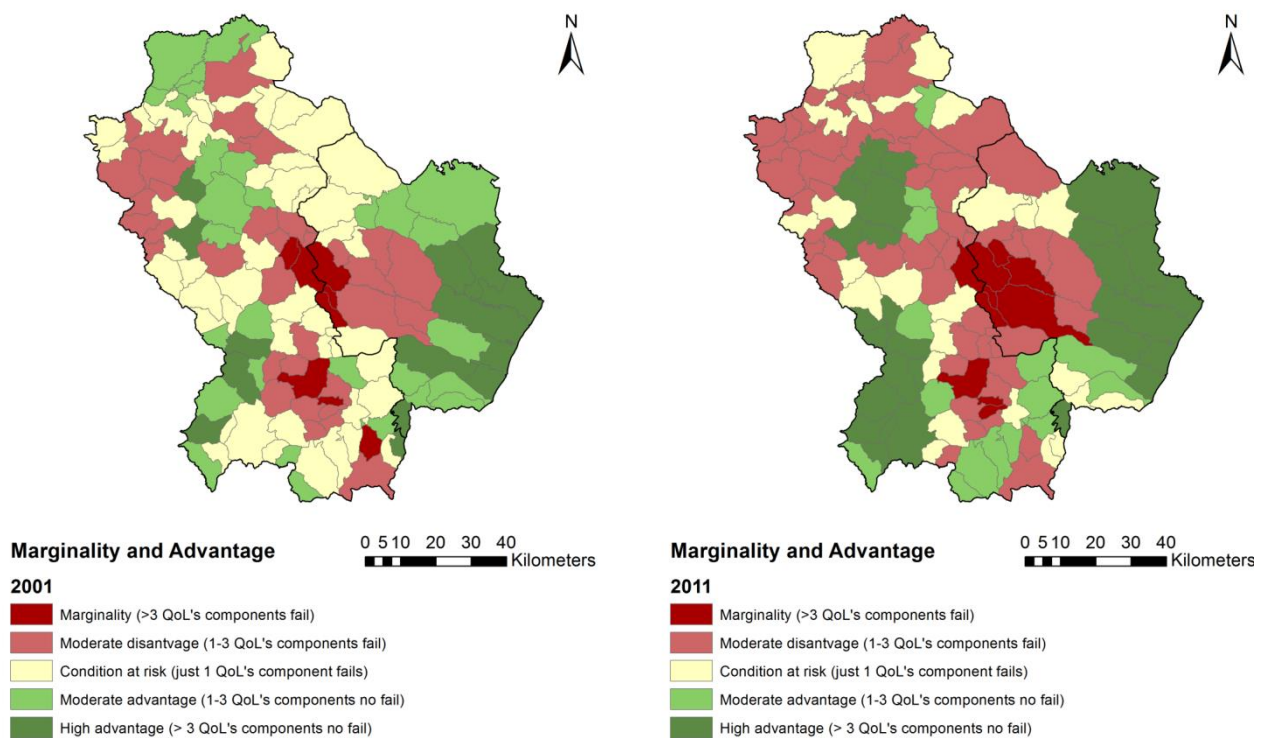 N
Marginality and Advantage
0 5 10 20 30 40
Kilometers
2001
Marginality (>3 QoL's components fail)
Moderate disantvage (1-3 QoL's components fail)
Condition at risk (just 1 QoL's component fails)
Moderate advantage (1-3 QoL's components no fail)
High advantage (> 3 QoL's components no fail)
N
Marginality and Advantage
0 5 10 20 30 40
Kilometers
2011
Marginality (>3 QoL's components fail)
Moderate disantvage (1-3 QoL's components fail)
Condition at risk (just 1 QoL's component fails)
Moderate advantage (1-3 QoL's components no fail)
High advantage (> 3 QoL's components no fail)